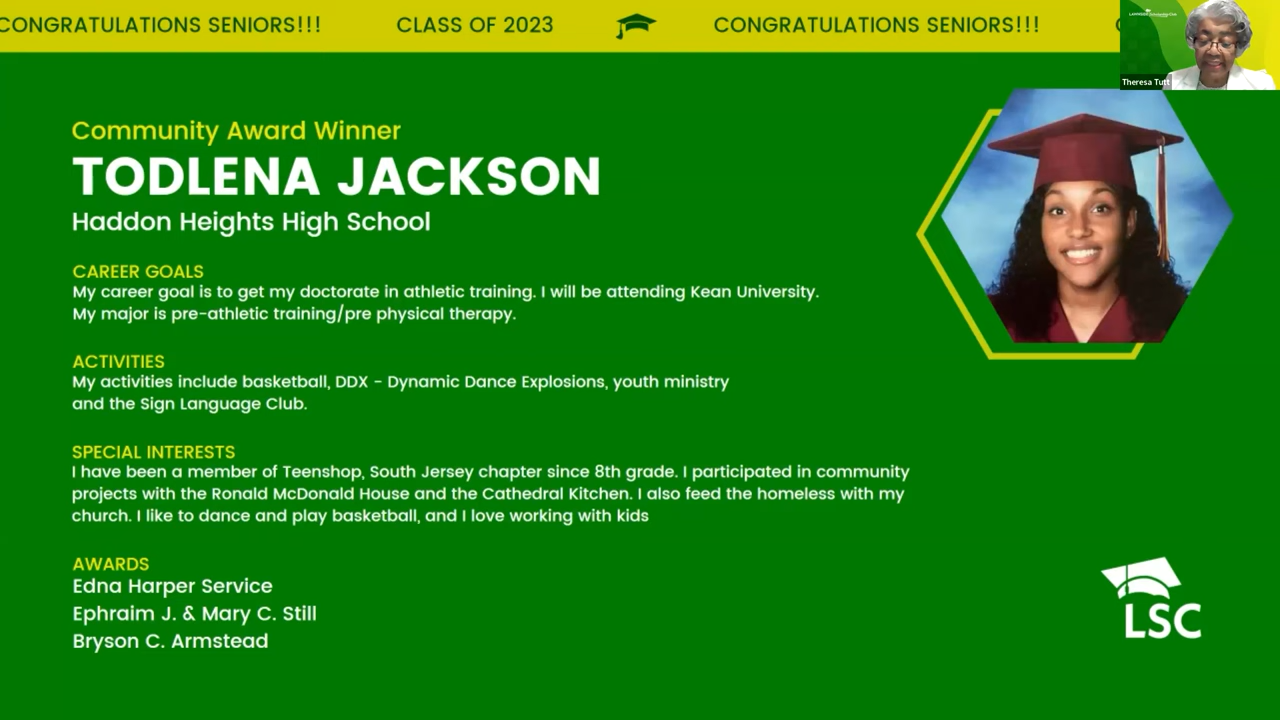 CONGRATULATIONS SENIORS!!! CLASS OF 2023 CONGRATULATIONS SENIORS!!!
Theresa Tutt
Community Award Winner
TODLENA JACKSON
Haddon Heights High School
CAREER GOALS
My career goal is to get my doctorate in athletic training. I will be attending Kean University.
My major is pre-athletic training/pre physical therapy.
ACTIVITIES
My activities include basketball, DDX - Dynamic Dance Explosions, youth ministry
and the Sign Language Club.
SPECIAL INTERESTS
I have been a member of Teenshop, South Jersey chapter since 8th grade. I participated in community
projects with the Ronald McDonald House and the Cathedral Kitchen. I also feed the homeless with my
church. I like to dance and play basketball, and I love working with kids
AWARDS
Edna Harper Service
Ephraim J. & Mary C. Still
Bryson C. Armstead
LSC